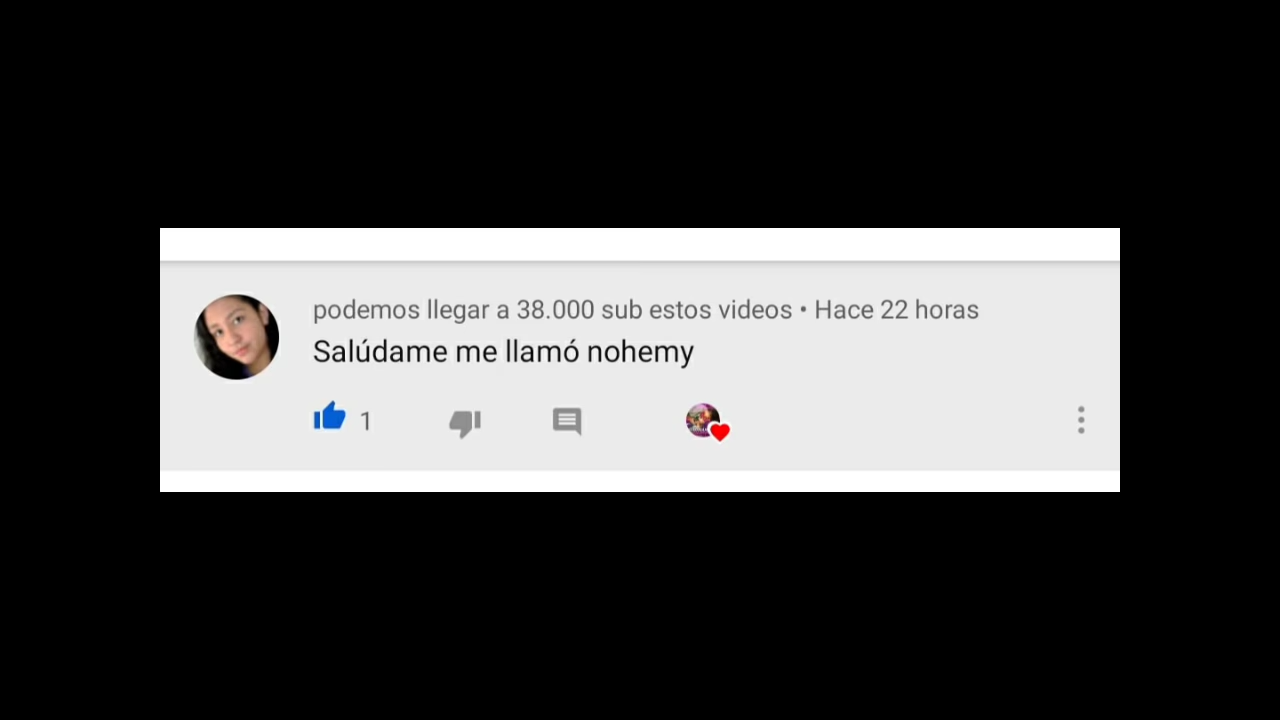 podemos llegar a 38.000 sub estos videos • Hace 22 horas
Salúdame me llamó nohemy
1